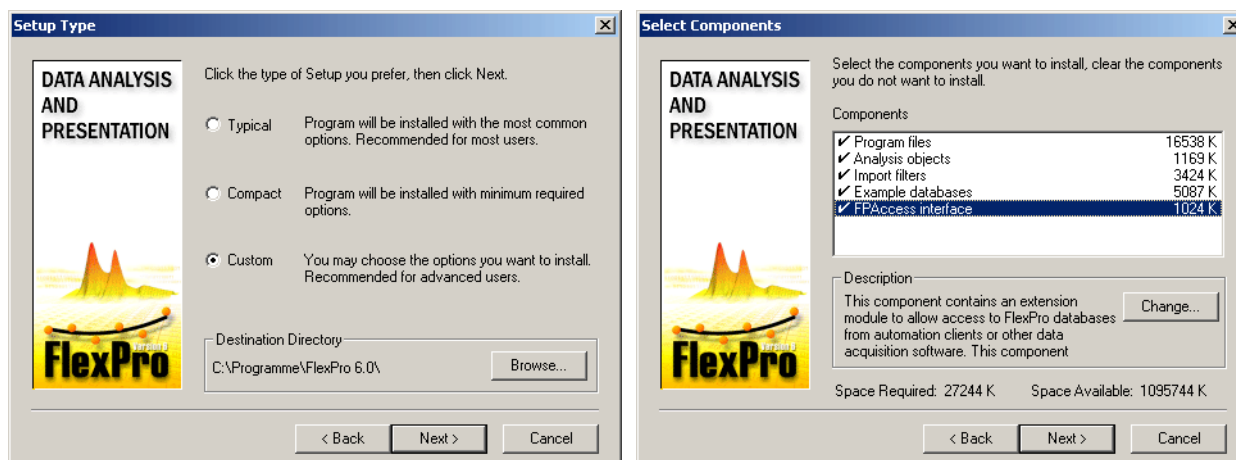 Setup Type
DATA ANALYSIS
AND
PRESENTATION
FlexPro
Click the type of Setup you prefer, then click Next.
Typical
Program will be installed with the most common
options. Recommended for most users.
Compact
Program will be installed with minimum required
options.
Custom
You may choose the options you want to install.
Recommended for advanced users.
Destination Directory
C:\Programme\FlexPro 6.0\
Browse...
< Back
Next >
Cancel
Select Components
DATA ANALYSIS
AND
PRESENTATION
FlexPro
Select the components you want to install, clear the components
you do not want to install.
Components
Program files 16538 K
Analysis objects 1169 K
Import filters 3424 K
Example databases 5087 K
FPAccess interface 1024 K
Description
This component contains an extension
module to allow access to FlexPro databases
from automation clients or other data
acquisition software. This component
Change...
Space Required: 27244 K Space Available: 1095744 K
< Back
Next >
Cancel